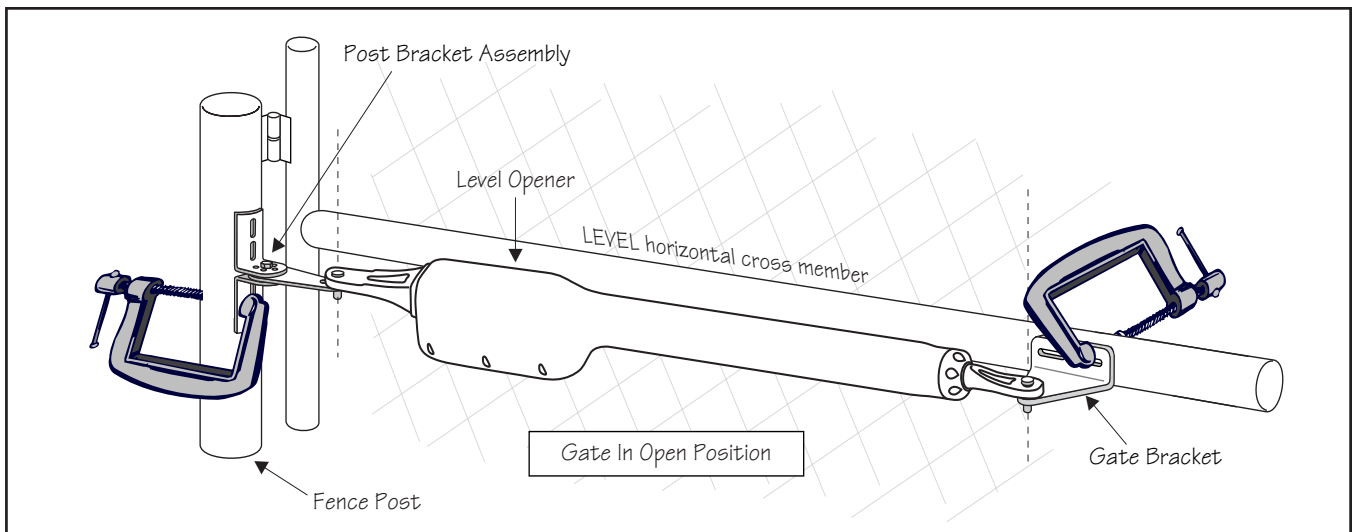 Post Bracket Assembly
Level Opener
LEVEL horizontal cross member
Gate In Open Position
Gate Bracket
Fence Post